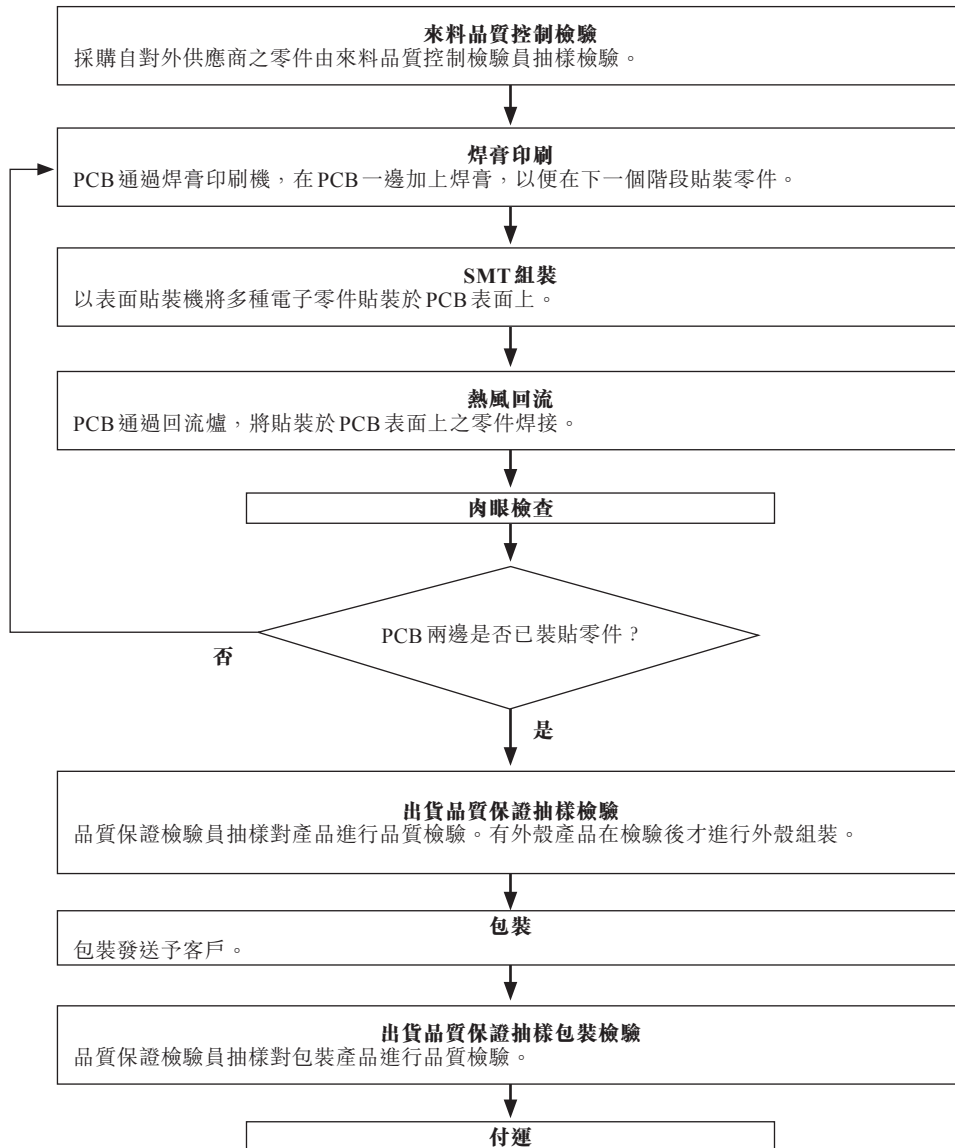 來料品質控制檢驗
採購自對外供應商之零件由來料品質控制檢驗員抽樣檢驗。
焊膏印刷
PCB通過焊膏印刷機，在PCB一邊加上焊膏，以便在下一個階段貼裝零件。
SMT組裝
以表面貼裝機將多種電子零件貼裝於PCB表面上。
熱風回流
PCB通過回流爐，將貼裝於PCB表面上之零件焊接。
肉眼檢查
PCB兩邊是否已裝貼零件？
否
是
出貨品質保證抽樣檢驗
品質保證檢驗員抽樣對產品進行品質檢驗。有外殼產品在檢驗後才進行外殼組裝。
包裝
包裝發送予客戶。
出貨品質保證抽樣包裝檢驗
品質保證檢驗員抽樣對包裝產品進行品質檢驗。
付運